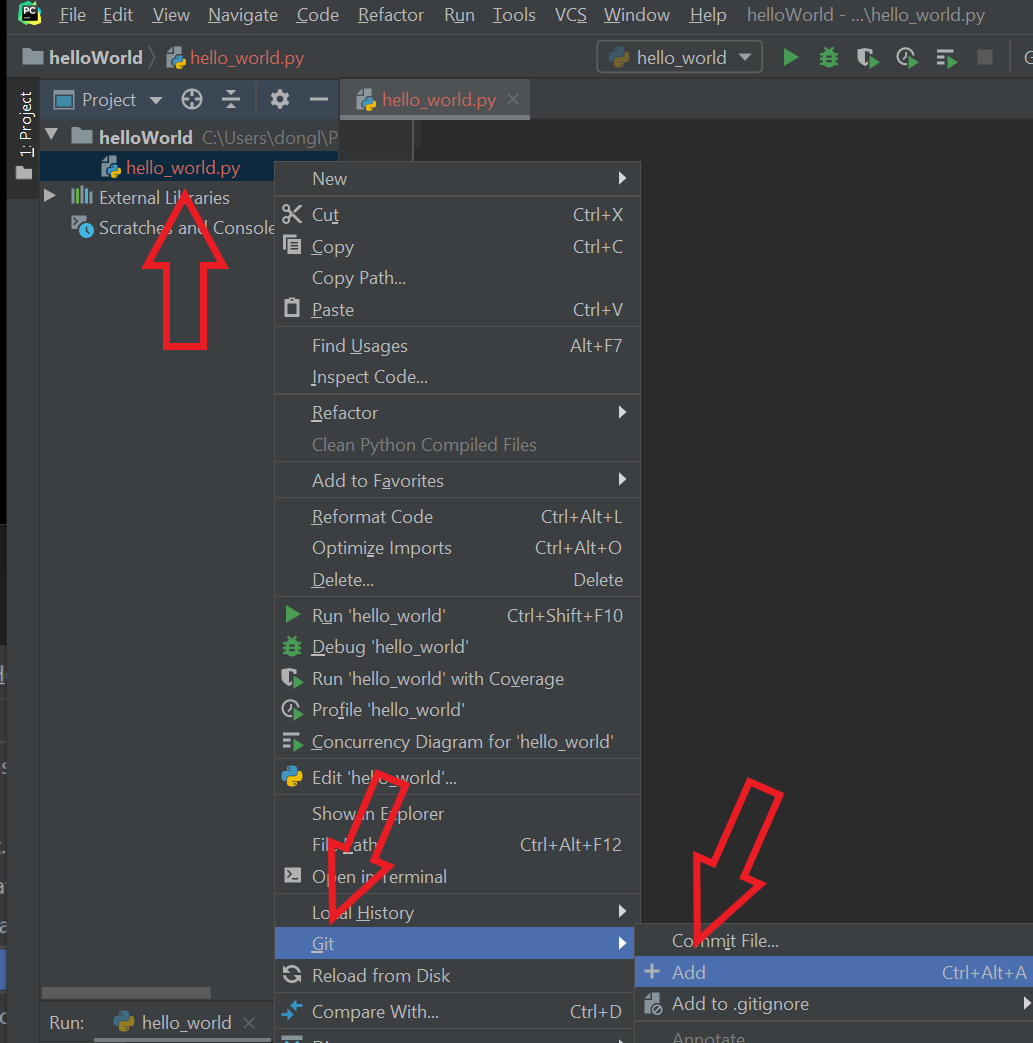 PC File Edit View Navigate Code Refactor Run Tools VCS Window Help helloWorld - ...\hello_world.py
helloWorld hello_world.py hello_world
1: Project
Project hello_world.py
helloWorld C:\Users\dongl\P
hello_world.py
External Libraries
Scratches and Console
New
Cut Ctrl+X
Copy Ctrl+C
Copy Path...
Paste Ctrl+V
Find Usages Alt+F7
Inspect Code...
Refactor
Clean Python Compiled Files
Add to Favorites
Reformat Code Ctrl+Alt+L
Optimize Imports Ctrl+Alt+O
Delete... Delete
Run 'hello_world' Ctrl+Shift+F10
Debug 'hello_world'
Run 'hello_world' with Coverage
Profile 'hello_world'
Concurrency Diagram for 'hello_world'
Edit 'hello_world'...
Show in Explorer
File Path Ctrl+Alt+F12
Open in Terminal
Local History
Git
Reload from Disk
Compare With... Ctrl+D
Commit File...
Add Ctrl+Alt+A
Add to .gitignore
Annotate
Run: hello_world